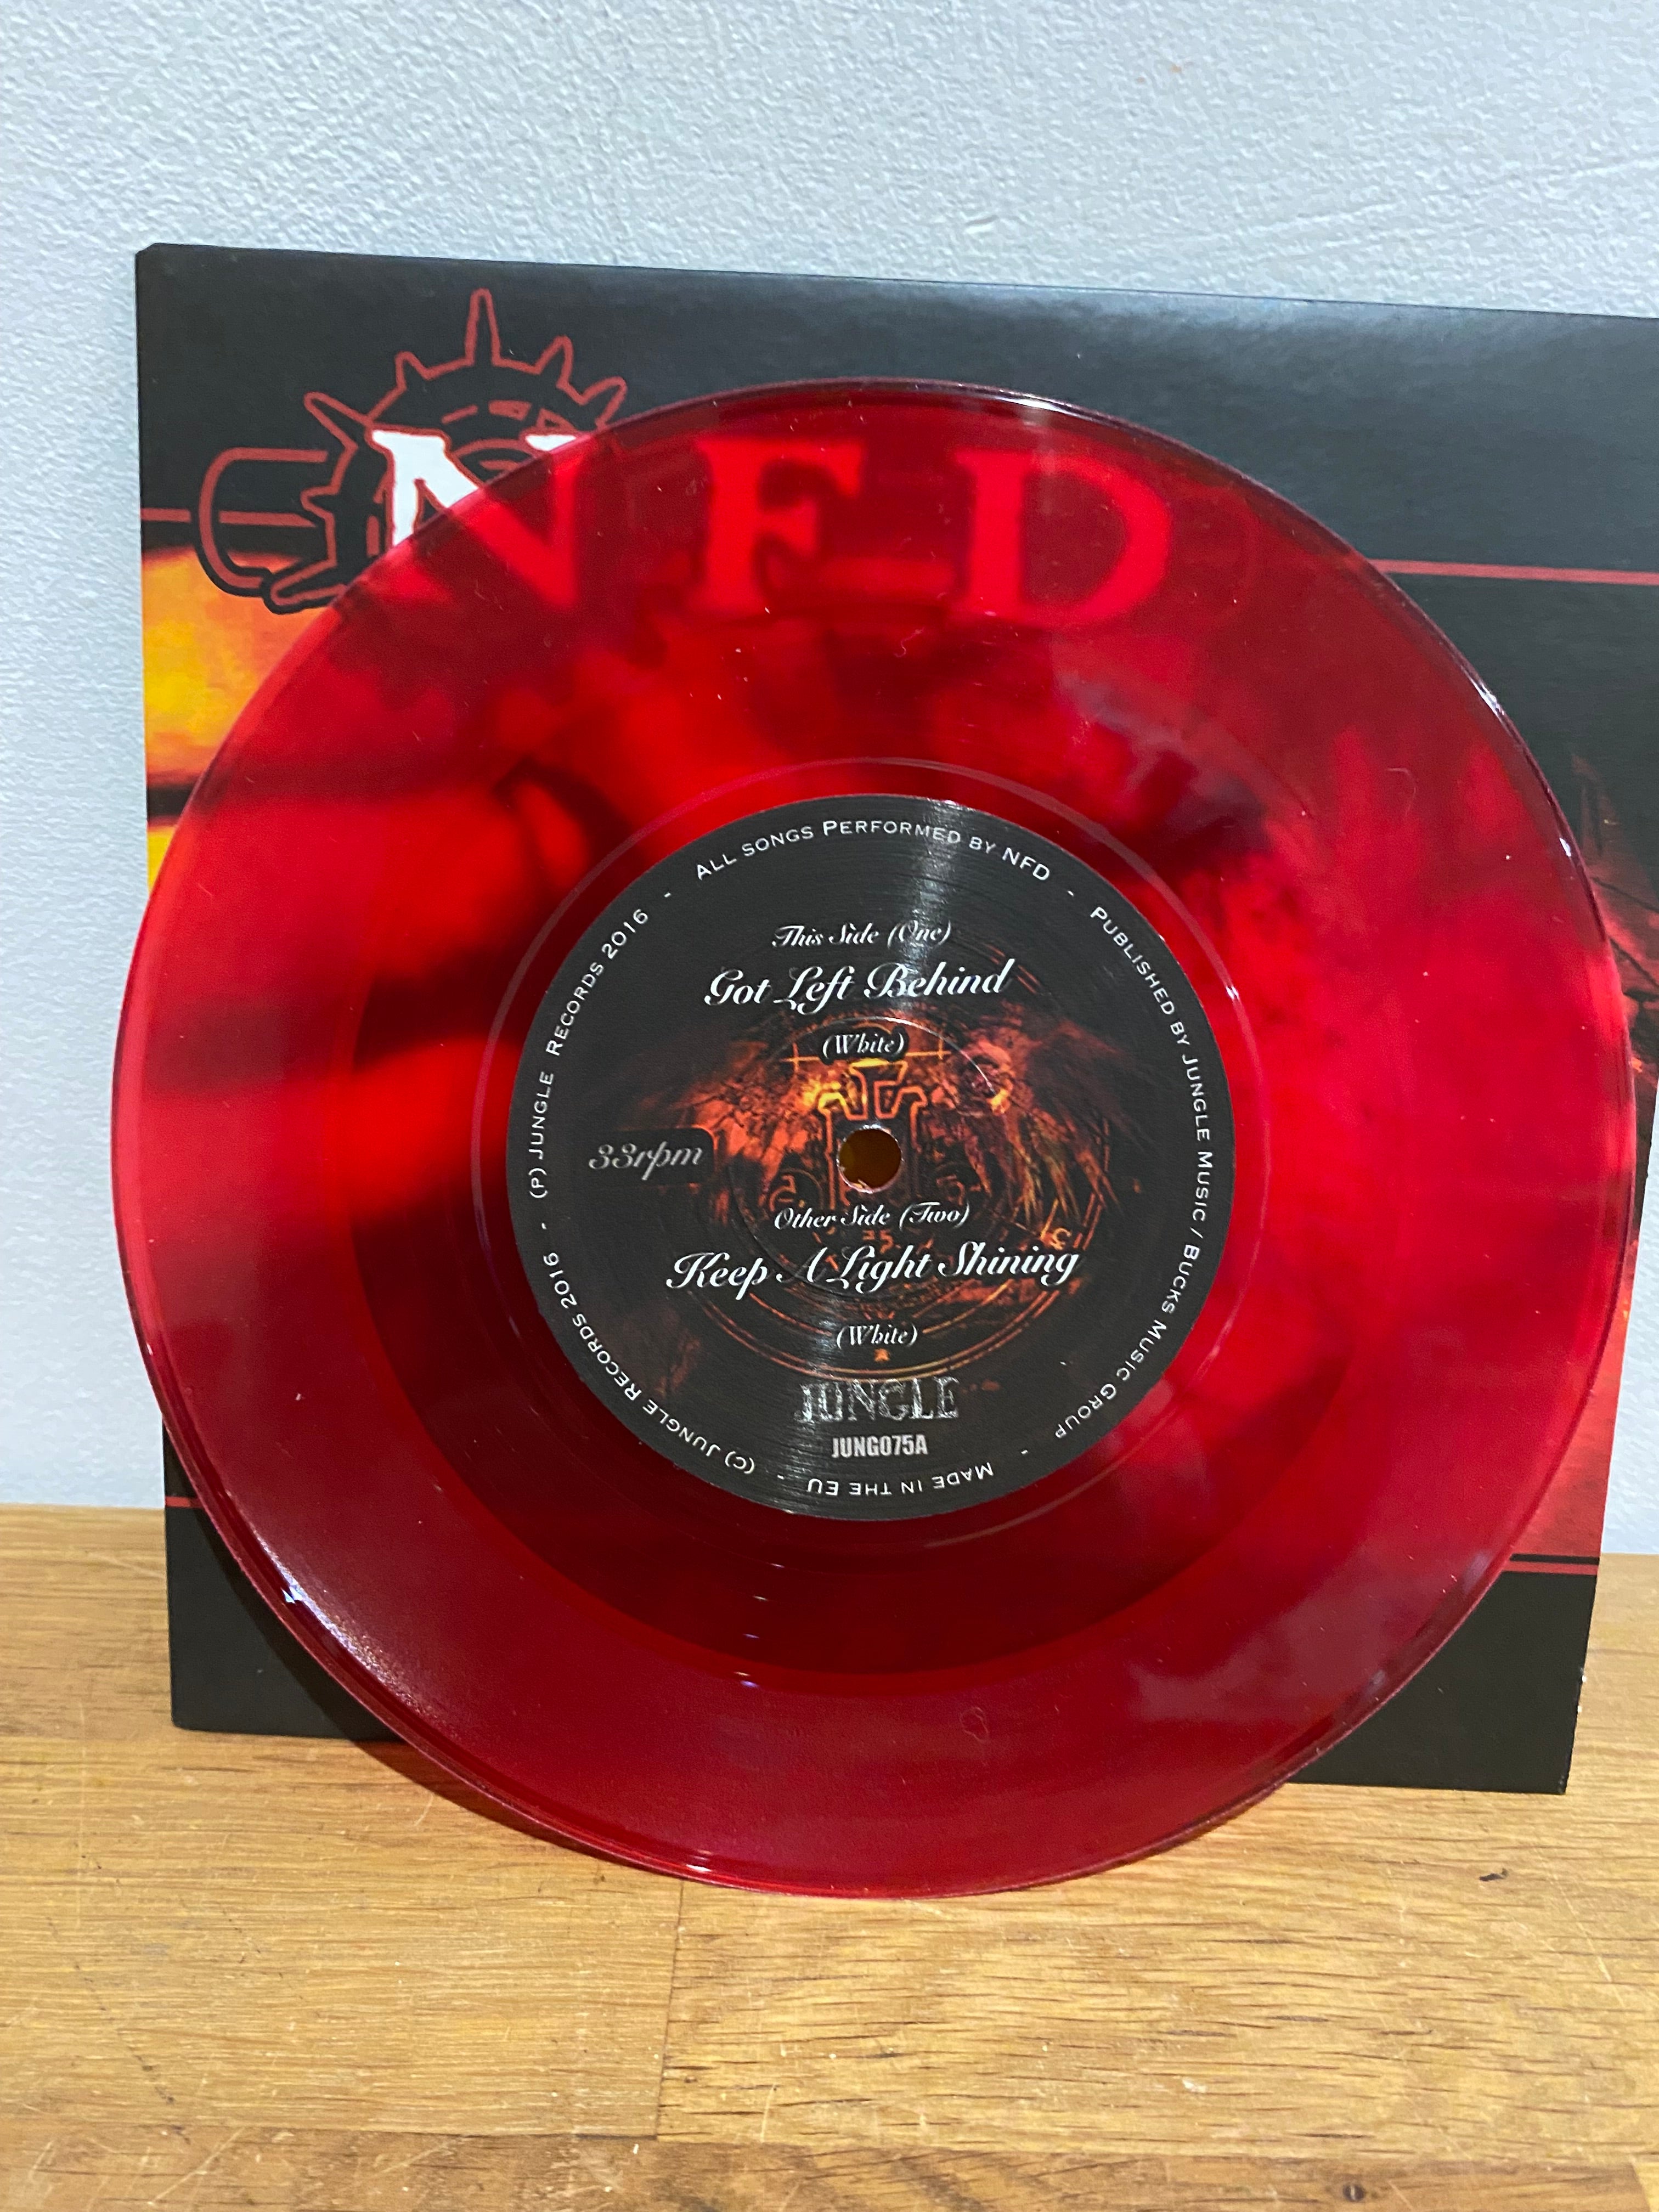 NFD
ALL SONGS PERFORMED BY NFD - PUBLISHED BY JUNGLE MUSIC / BUCKS MUSIC GROUP - MADE IN THE EU - (C) JUNGLE RECORDS 2016 - (P) JUNGLE RECORDS 2016 -
This Side (One)
Got Left Behind
(White)
33rpm
Other Side (Two)
Keep A Light Shining
(White)
JUNGLE
JUNG075A